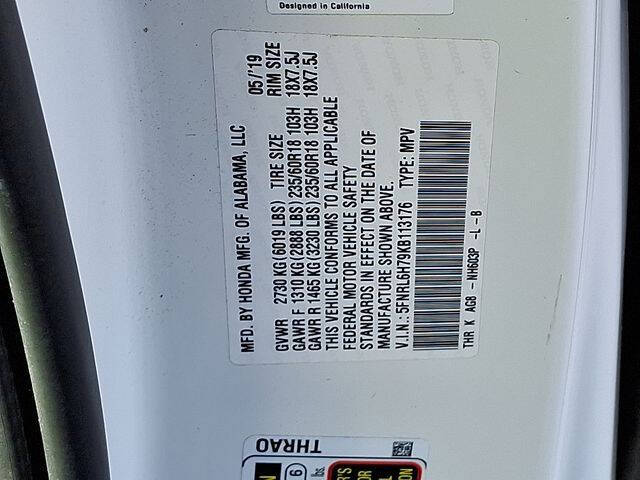 Designed in California
MFD. BY HONDA MFG. OF ALABAMA, LLC 05/'19
GVWR 2730 KG (6019 LBS) TIRE SIZE RIM SIZE
GAWR F 1310 KG (2888 LBS) 235/60R18 103H 18X7.5J
GAWR R 1465 KG (3230 LBS) 235/60R18 103H 18X7.5J
THIS VEHICLE CONFORMS TO ALL APPLICABLE
FEDERAL MOTOR VEHICLE SAFETY
STANDARDS IN EFFECT ON THE DATE OF
MANUFACTURE SHOWN ABOVE.
V.I.N.: 5FNRL6H79KB113176 TYPE: MPV
THR K AGB - NH603P -L -B
THRAO